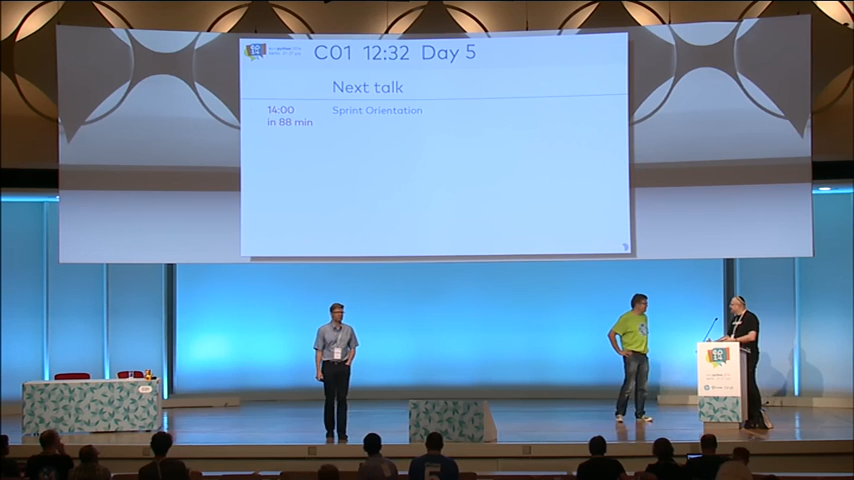 C01 12:32 Day 5
Next talk
14:00 Sprint Orientation
in 88 min